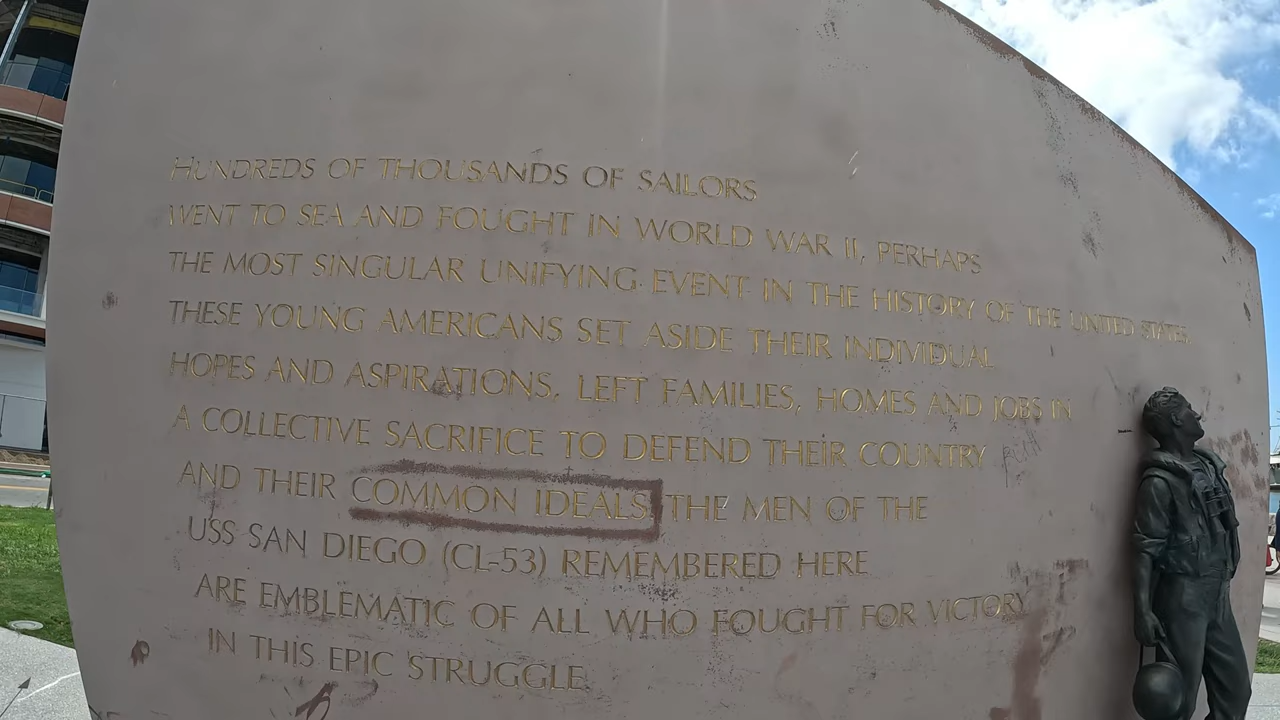 HUNDREDS OF THOUSANDS OF SAILORS
WENT TO SEA AND FOUGHT IN WORLD WAR II, PERHAPS
THE MOST SINGULAR UNIFYING EVENT IN THE HISTORY OF THE UNITED STATES.
THESE YOUNG AMERICANS SET ASIDE THEIR INDIVIDUAL
HOPES AND ASPIRATIONS, LEFT FAMILIES, HOMES AND JOBS IN
A COLLECTIVE SACRIFICE TO DEFEND THEIR COUNTRY
AND THEIR COMMON IDEALS. THE MEN OF THE
USS SAN DIEGO (CL-53) REMEMBERED HERE
ARE EMBLEMATIC OF ALL WHO FOUGHT FOR VICTORY
IN THIS EPIC STRUGGLE.